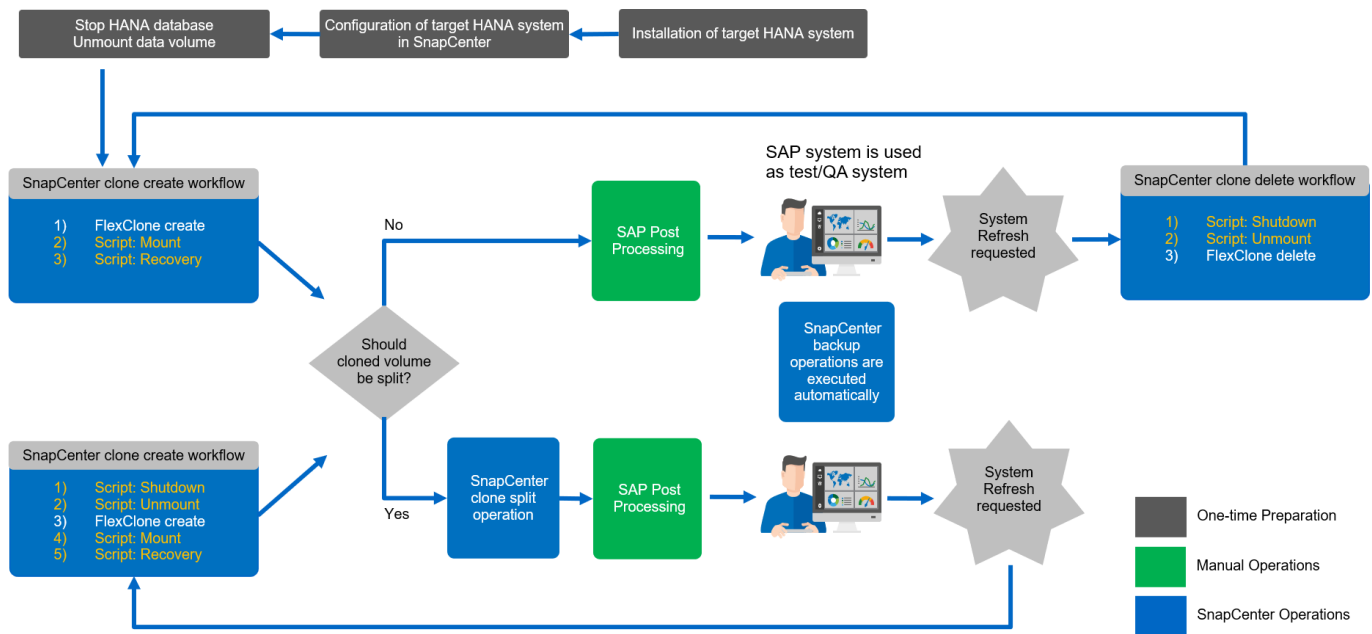 Stop HANA database
Unmount data volume
Configuration of target HANA system
in SnapCenter
Installation of target HANA system
SnapCenter clone create workflow
1) FlexClone create
2) Script: Mount
3) Script: Recovery
No
SAP Post
Processing
SAP system is used
as test/QA system
System
Refresh
requested
SnapCenter clone delete workflow
1) Script: Shutdown
2) Script: Unmount
3) FlexClone delete
Should
cloned volume
be split?
SnapCenter
backup
operations are
executed
automatically
SnapCenter clone create workflow
1) Script: Shutdown
2) Script: Unmount
3) FlexClone create
4) Script: Mount
5) Script: Recovery
Yes
SnapCenter
clone split
operation
SAP Post
Processing
System
Refresh
requested
One-time Preparation
Manual Operations
SnapCenter Operations